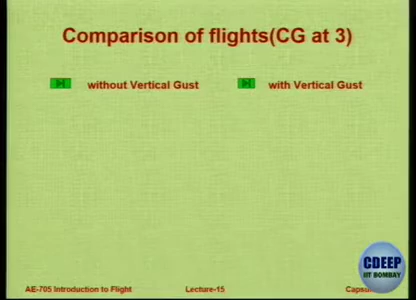 Comparison of flights(CG at 3)
without Vertical Gust with Vertical Gust
CDEEP
IIT BOMBAY
AE-705 Introduction to Flight Lecture-15